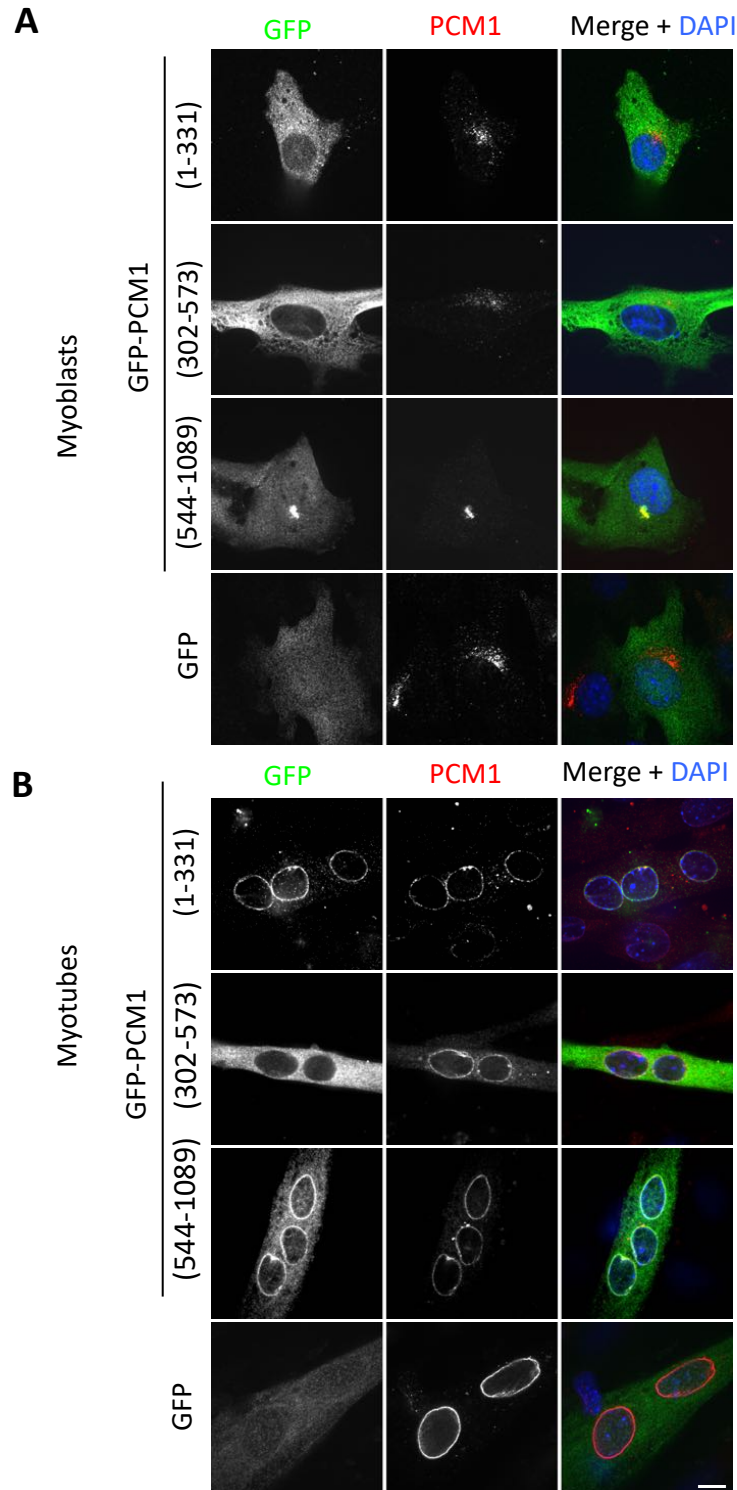 A
GFP PCM1 Merge + DAPI
Myoblasts
GFP-PCM1
(1-331)
(302-573)
(544-1089)
GFP
B
GFP PCM1 Merge + DAPI
Myotubes
GFP-PCM1
(1-331)
(302-573)
(544-1089)
GFP